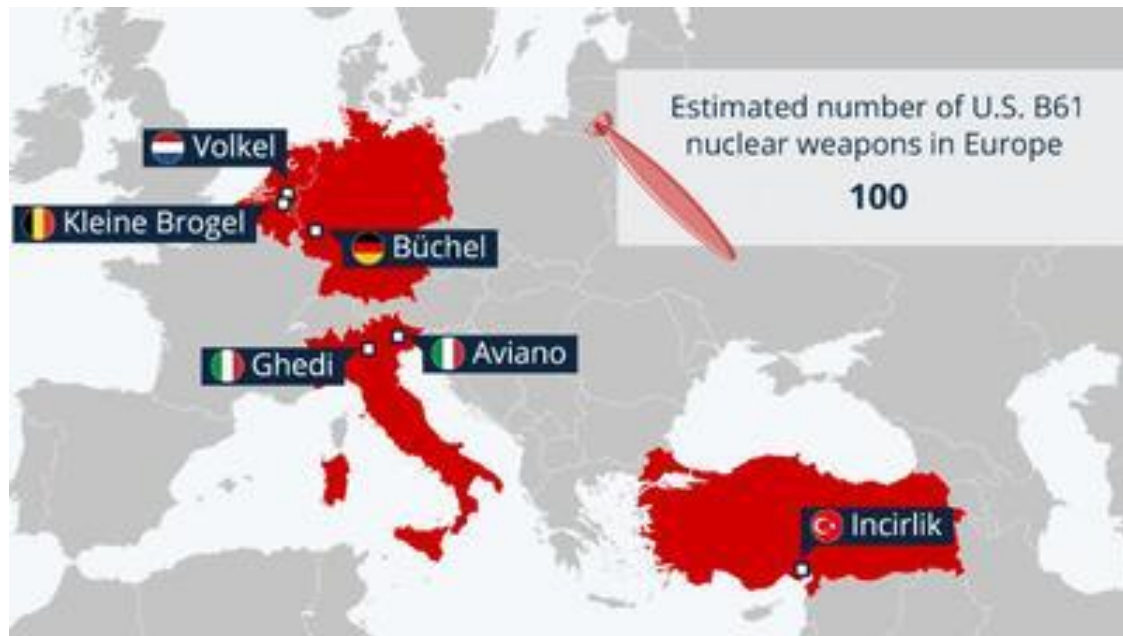 Estimated number of U.S. B61
nuclear weapons in Europe
100
Volkel
Kleine Brogel
Büchel
Ghedi
Aviano
Incirlik